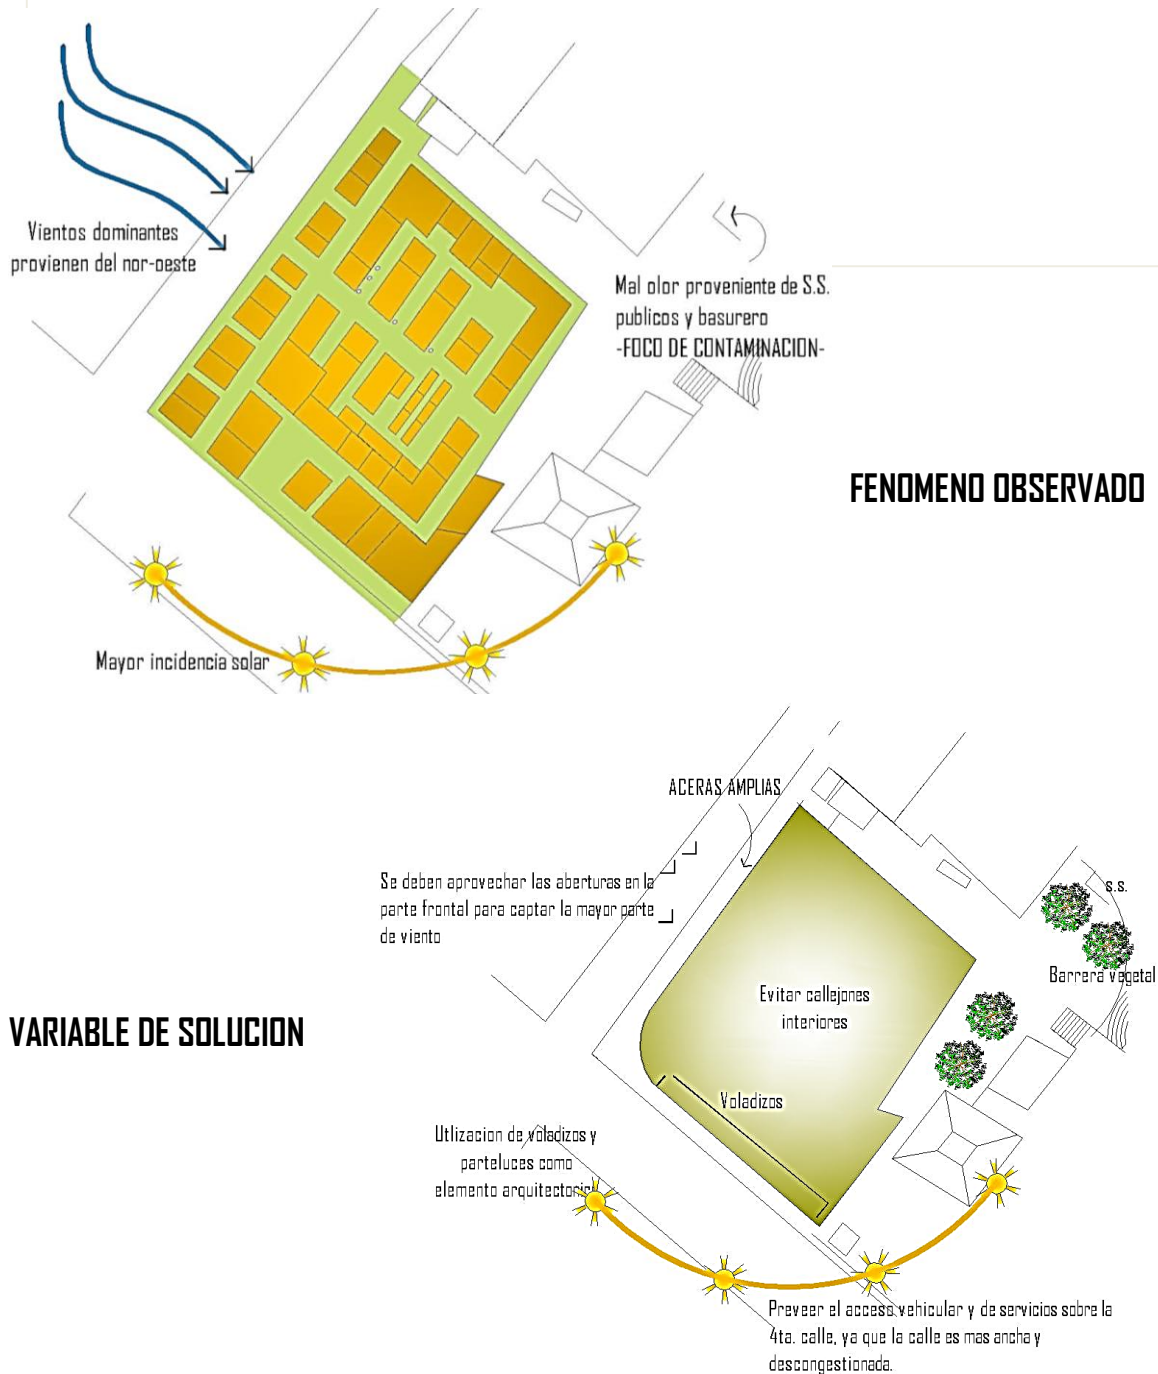 Vientos dominantes
provienen del nor-oeste
Mal olor proveniente de S.S.
publicos y basurero
-FOCO DE CONTAMINACION-
FENOMENO OBSERVADO
Mayor incidencia solar
ACERAS AMPLIAS
Se deben aprovechar las aberturas en la
parte frontal para captar la mayor parte
de viento
s.s.
Barrera vegetal
Evitar callejones
interiores
VARIABLE DE SOLUCION
Voladizos
Utlizacion de voladizos y
parteluces como
elemento
Preveer el acceso vehicular y de servicios sobre la
4ta. calle, ya que la calle es mas ancha y
descongestionada.